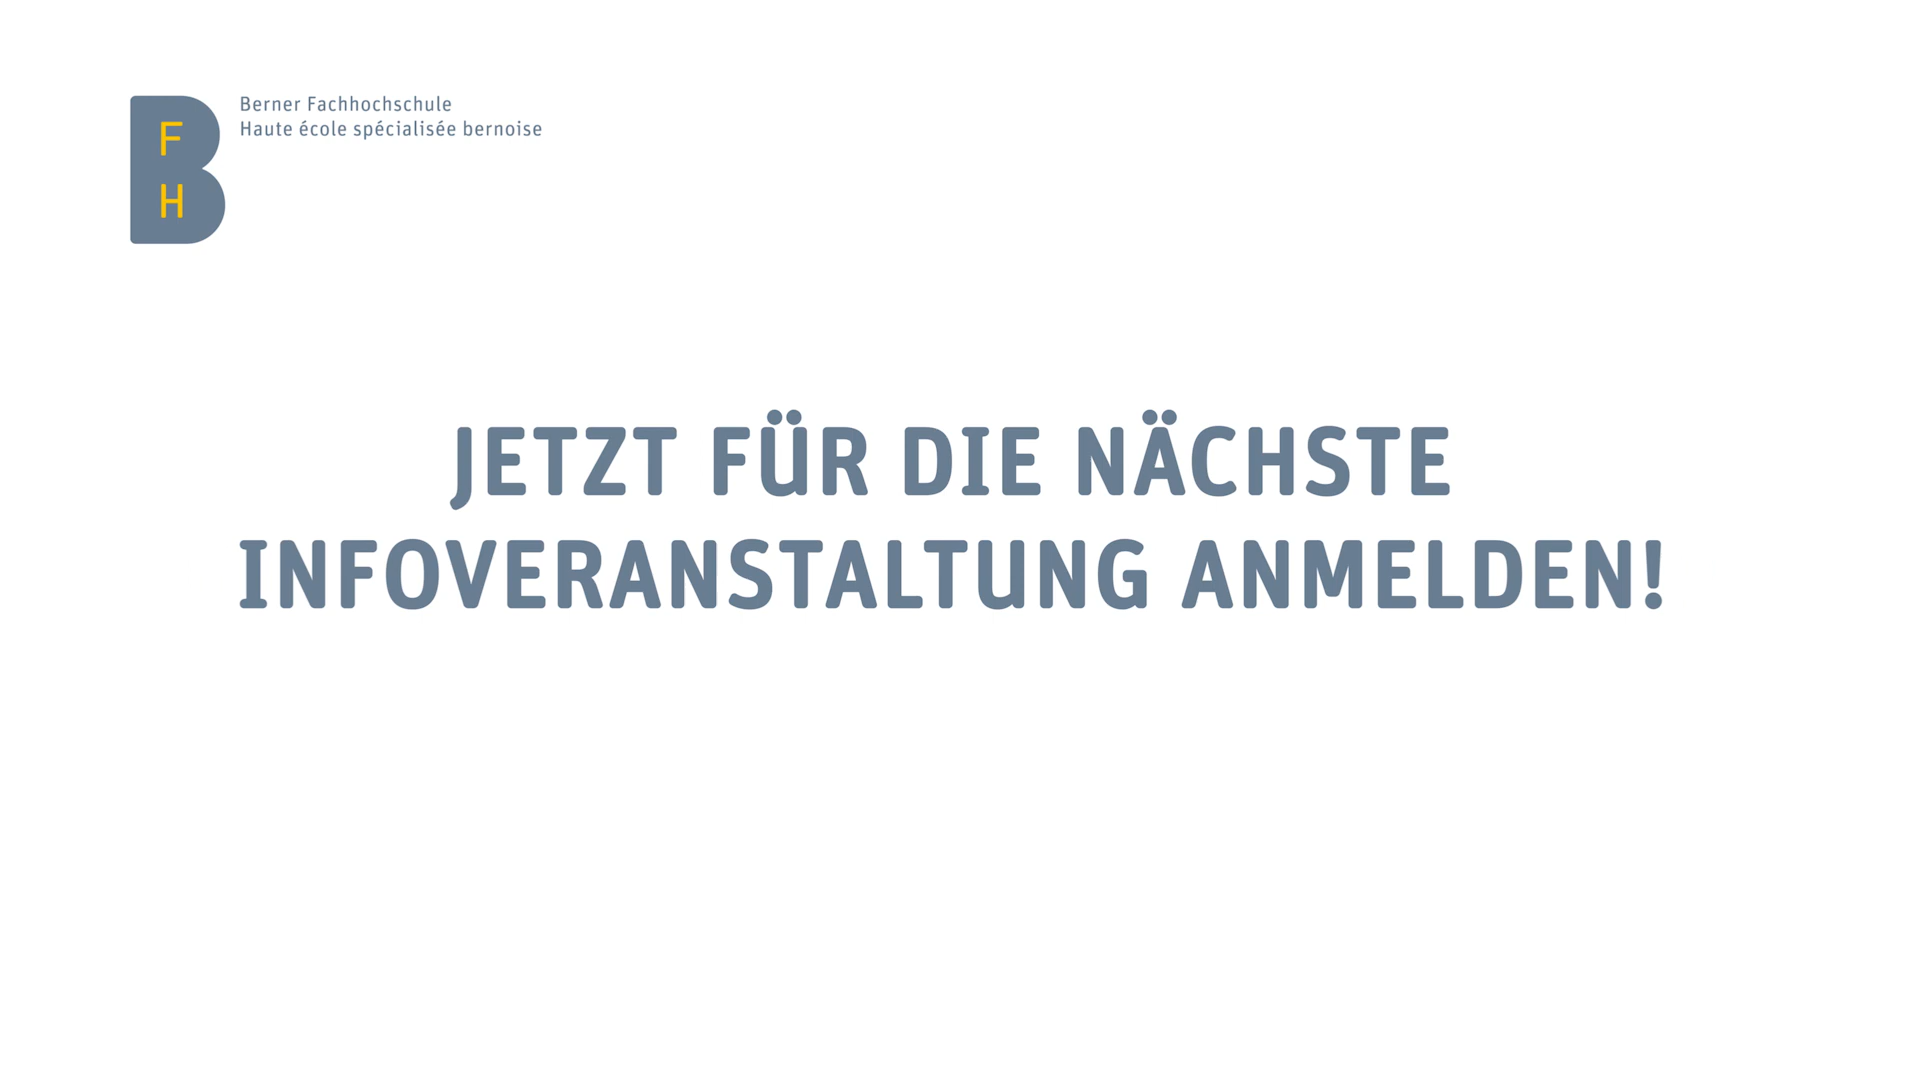 F
H
Berner Fachhochschule
Haute école spécialisée bernoise
JETZT FÜR DIE NÄCHSTE
INFOVERANSTALTUNG ANMELDEN!